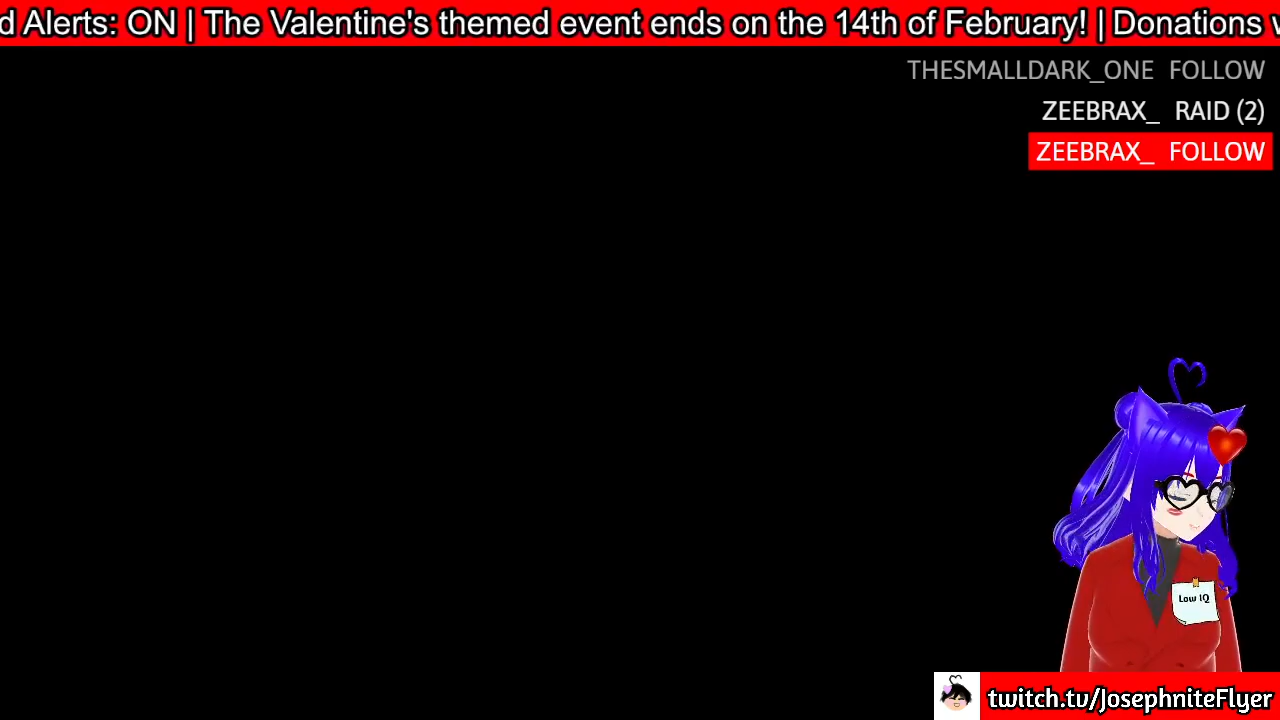 Alerts: ON | The Valentine's themed event ends on the 14th of February! | Donations
THESMALLDARK_ONE FOLLOW
ZEEBRAX_ RAID (2)
ZEEBRAX_ FOLLOW
Low IQ
twitch.tv/JosephniteFlyer